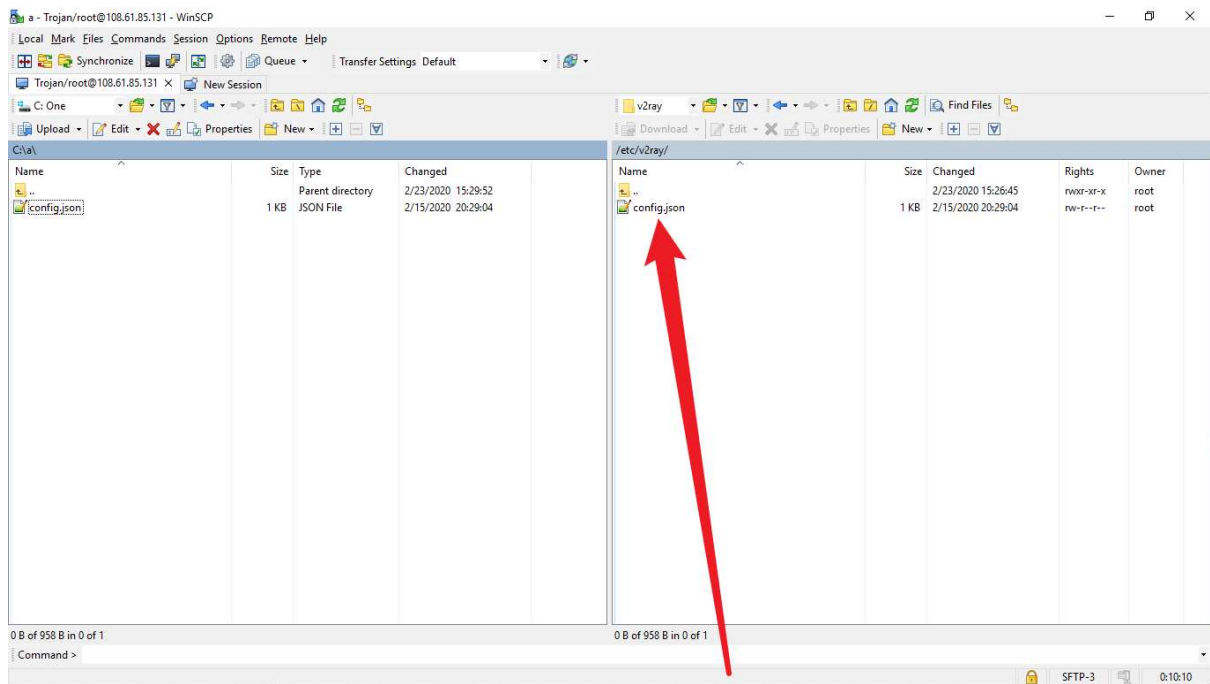 a - Trojan/root@108.61.85.131 - WinSCP
Local Mark Files Commands Session Options Remote Help
Synchronize Queue Transfer Settings Default
Trojan/root@108.61.85.131 New Session
C: One v2ray Find Files
Upload Edit Properties New Download Edit Properties New
C:\a\ /etc/v2ray/
Name Size Type Changed Name Size Changed Rights Owner
.. Parent directory 2/23/2020 15:29:52 .. 2/23/2020 15:26:45 rwxr-xr-x root
config.json 1 KB JSON File 2/15/2020 20:29:04 config.json 1 KB 2/15/2020 20:29:04 rw-r--r-- root
0 B of 958 B in 0 of 1 0 B of 958 B in 0 of 1
Command >
SFTP-3 0:10:10